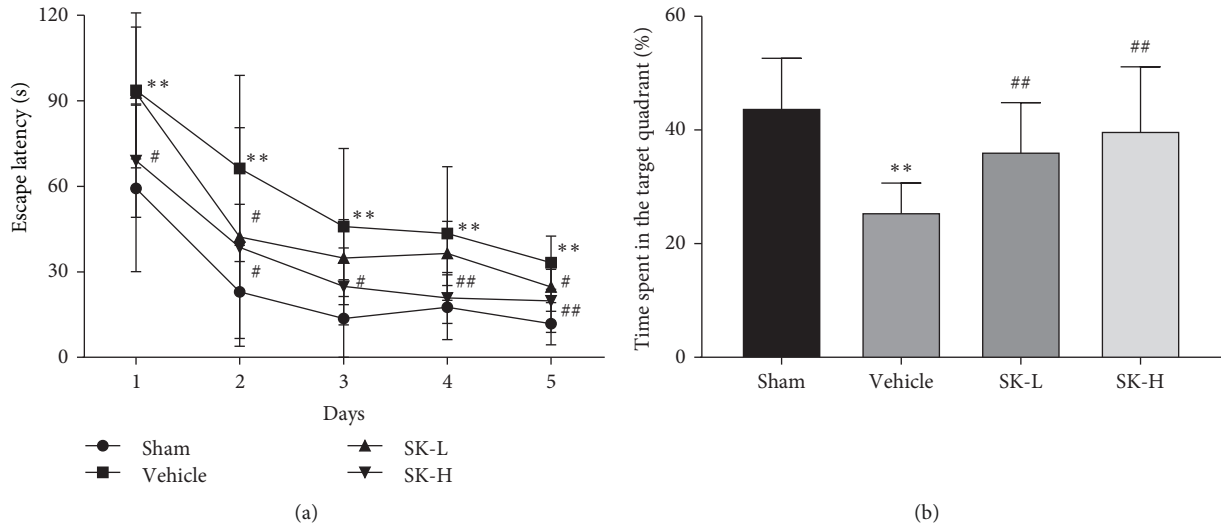 Escape latency (s)
120
90
60
30
0
**
#
**
#
#
**
#
**
##
**
#
##
1 2 3 4 5
Days
Sham
Vehicle
SK-L
SK-H
(a)
Time spent in the target quadrant (%)
60
40
20
0
**
##
##
Sham Vehicle SK-L SK-H
(b)